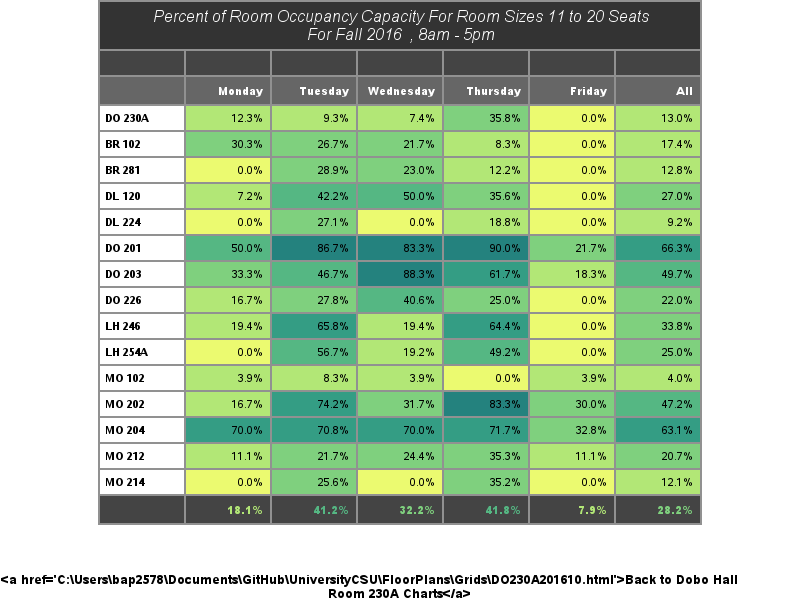 Percent of Room Occupancy Capacity For Room Sizes 11 to 20 Seats
For Fall 2016 , 8am - 5pm
Monday Tuesday Wednesday Thursday Friday All
DO 230A 12.3% 9.3% 7.4% 35.8% 0.0% 13.0%
BR 102 30.3% 26.7% 21.7% 8.3% 0.0% 17.4%
BR 281 0.0% 28.9% 23.0% 12.2% 0.0% 12.8%
DL 120 7.2% 42.2% 50.0% 35.6% 0.0% 27.0%
DL 224 0.0% 27.1% 0.0% 18.8% 0.0% 9.2%
DO 201 50.0% 86.7% 83.3% 90.0% 21.7% 66.3%
DO 203 33.3% 46.7% 88.3% 61.7% 18.3% 49.7%
DO 226 16.7% 27.8% 40.6% 25.0% 0.0% 22.0%
LH 246 19.4% 65.8% 19.4% 64.4% 0.0% 33.8%
LH 254A 0.0% 56.7% 19.2% 49.2% 0.0% 25.0%
MO 102 3.9% 8.3% 3.9% 0.0% 3.9% 4.0%
MO 202 16.7% 74.2% 31.7% 83.3% 30.0% 47.2%
MO 204 70.0% 70.8% 70.0% 71.7% 32.8% 63.1%
MO 212 11.1% 21.7% 24.4% 35.3% 11.1% 20.7%
MO 214 0.0% 25.6% 0.0% 35.2% 0.0% 12.1%
18.1% 41.2% 32.2% 41.8% 7.9% 28.2%
<a href='C:\Users\bap2578\Documents\GitHub\UniversityCSU\FloorPlans\Grids\DO230A201610.html'>Back to Dobo Hall
Room 230A Charts</a>